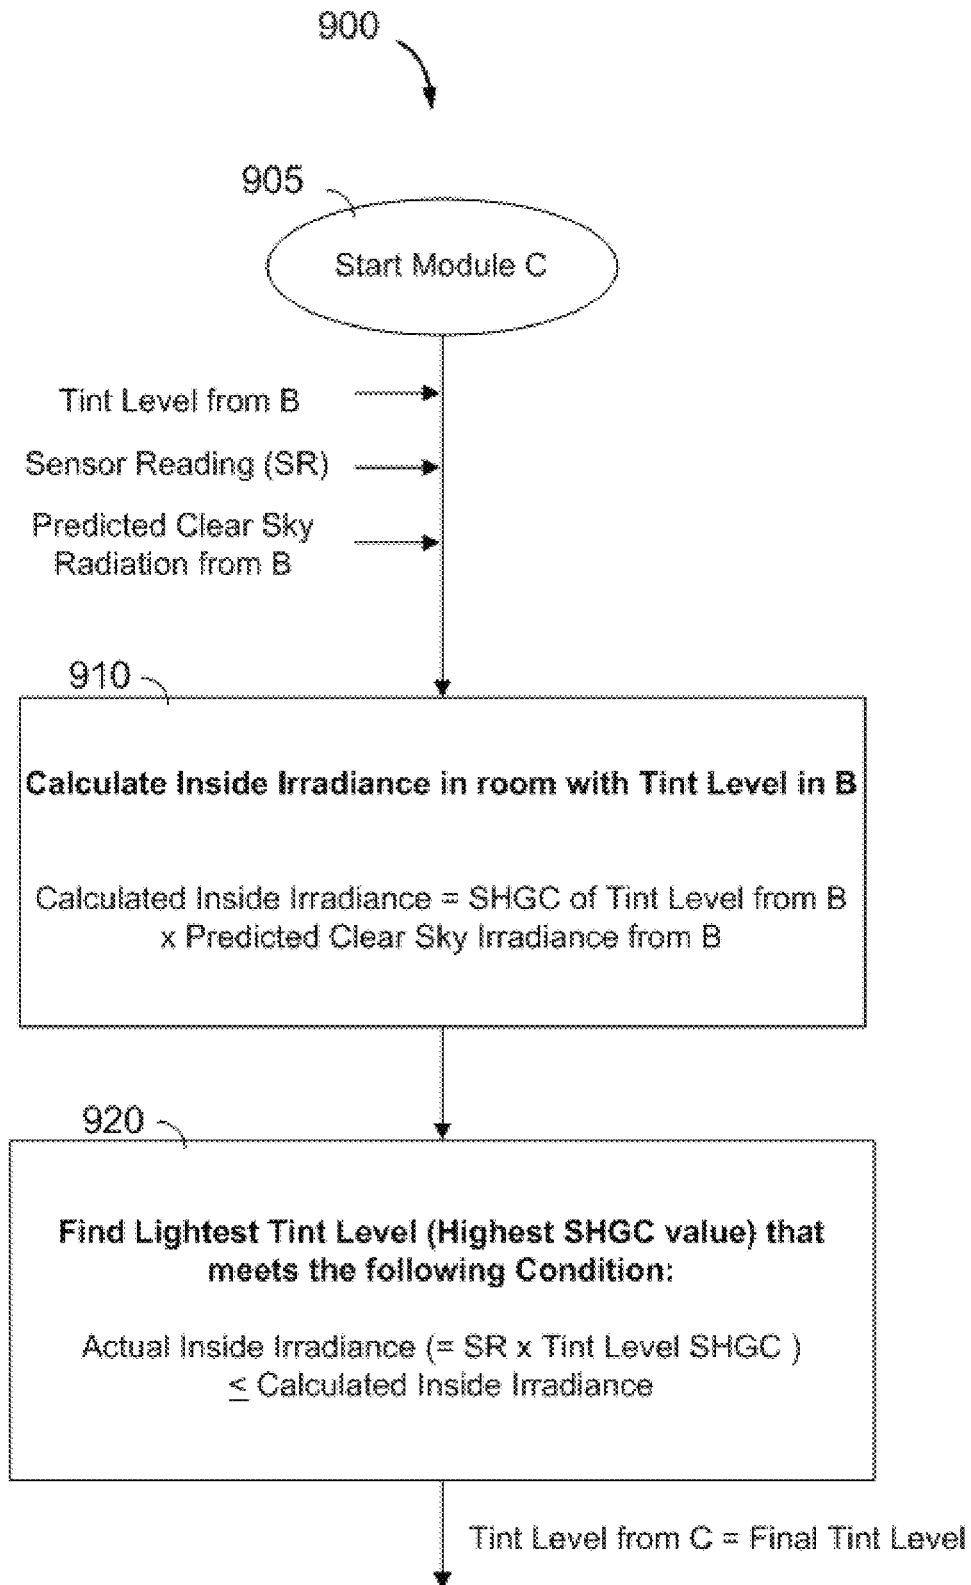 900
905
Start Module C
Tint Level from B
Sensor Reading (SR)
Predicted Clear Sky
Radiation from B
910
Calculate Inside Irradiance in room with Tint Level in B
Calculated Inside Irradiance = SHGC of Tint Level from B
x Predicted Clear Sky Irradiance from B
920
Find Lightest Tint Level (Highest SHGC value) that
meets the following Condition:
Actual Inside Irradiance (= SR x Tint Level SHGC )
≤ Calculated Inside Irradiance
Tint Level from C = Final Tint Level